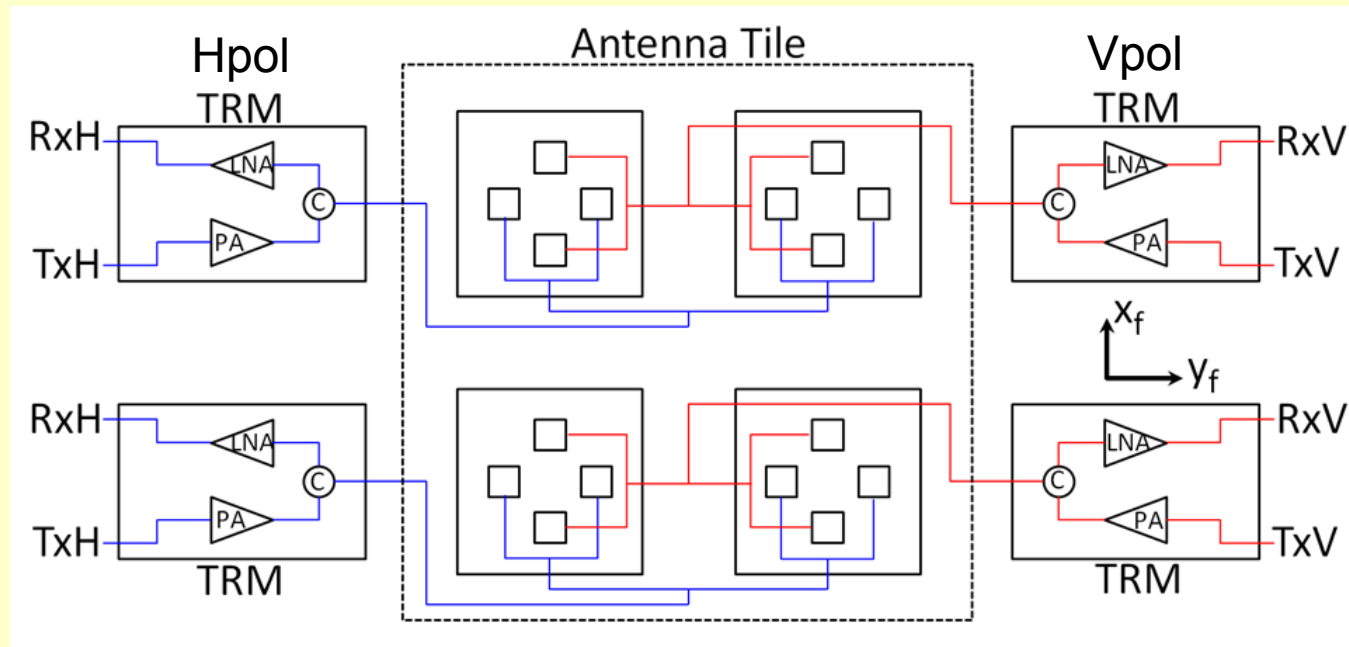 Antenna Tile
Hpol
Vpol
TRM
TRM
RxH
LNA
C
PA
TxH
RxV
LNA
C
PA
TxV
xf
yf
RxH
LNA
C
PA
TxH
TRM
RxV
LNA
C
PA
TxV
TRM